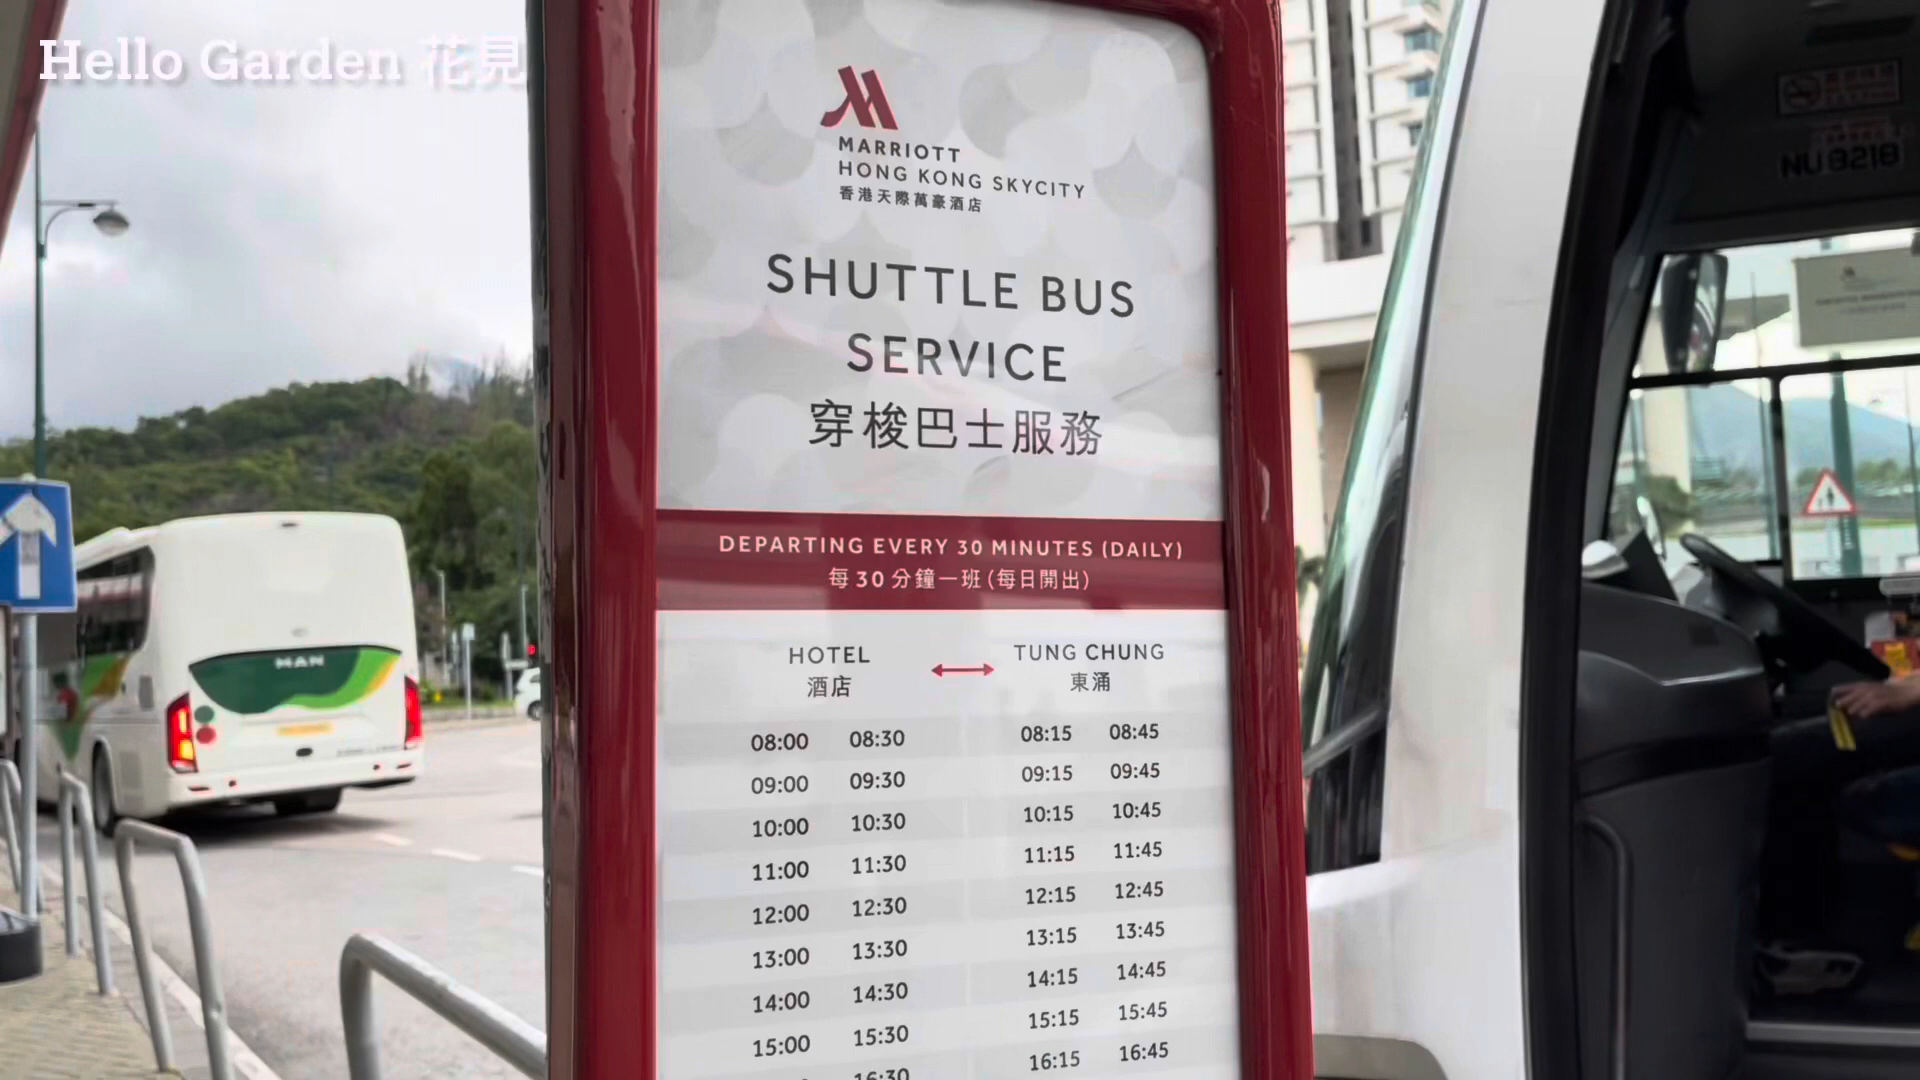 Hello Garden 花見
MARRIOTT
HONG KONG SKYCITY
香港天際萬豪酒店
SHUTTLE BUS
SERVICE
穿梭巴士服務
DEPARTING EVERY 30 MINUTES (DAILY)
每30分鐘一班(每日開出)
HOTEL TUNG CHUNG
酒店 東涌
08:00 08:30 08:15 08:45
09:00 09:30 09:15 09:45
10:00 10:30 10:15 10:45
11:00 11:30 11:15 11:45
12:00 12:30 12:15 12:45
13:00 13:30 13:15 13:45
14:00 14:30 14:15 14:45
15:00 15:30 15:15 15:45
16:30 16:15 16:45
MAN
NU 8218